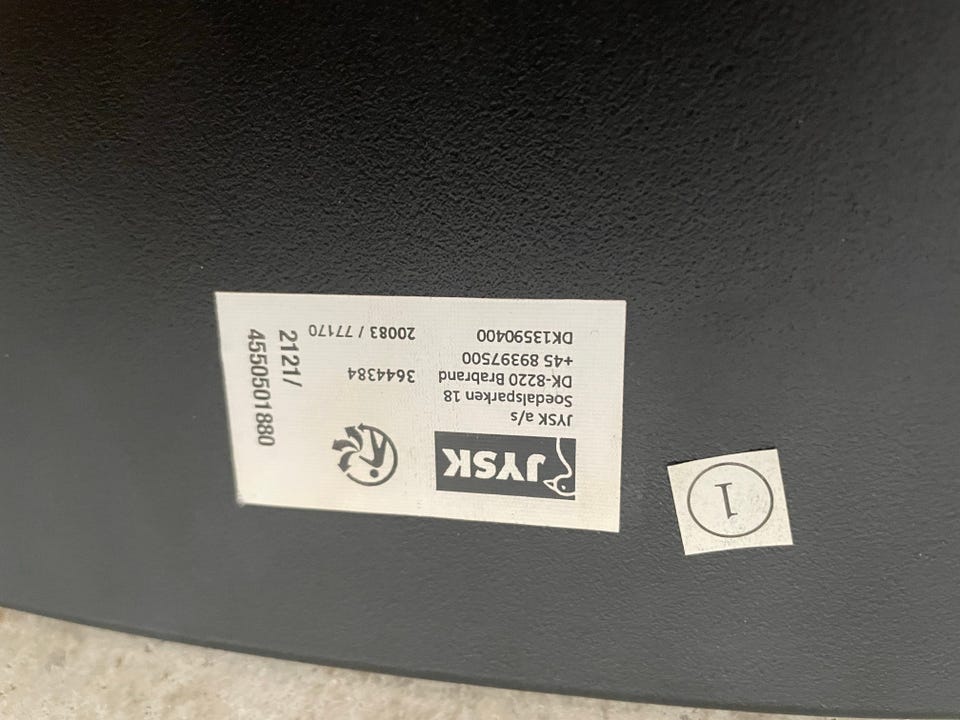 JYSK
JYSK a/s
Soedalsparken 18
DK-8220 Brabrand
+45 89397500
DK13590400
3644384
20083 / 77170
2121/
4550501880
1